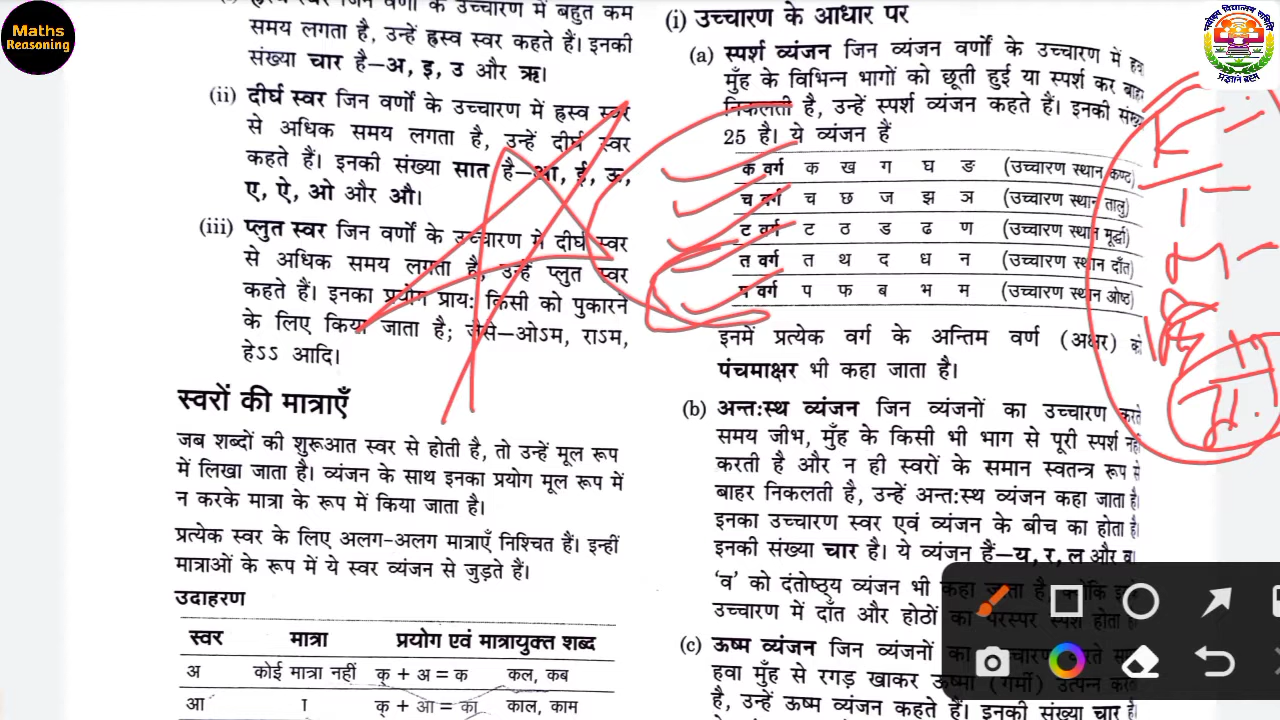 Maths
Reasoning
समय लगता है, उन्हें ह्रस्व स्वर कहते हैं। इनकी
संख्या चार है—अ, इ, उ और ऋ।
(ii) दीर्घ स्वर जिन वर्णों के उच्चारण में ह्रस्व स्वर
से अधिक समय लगता है, उन्हें दीर्घ स्वर
कहते हैं। इनकी संख्या सात है—आ, ई, ऊ,
ए, ऐ, ओ और औ।
(iii) प्लुत स्वर जिन वर्णों के उच्चारण में दीर्घ स्वर
से अधिक समय लगता है, उन्हें प्लुत स्वर
कहते हैं। इनका प्रयोग प्रायः किसी को पुकारने
के लिए किया जाता है; जैसे—ओऽम, राऽम,
हेऽऽ आदि।
स्वरों की मात्राएँ
जब शब्दों की शुरूआत स्वर से होती है, तो उन्हें मूल रूप
में लिखा जाता है। व्यंजन के साथ इनका प्रयोग मूल रूप में
न करके मात्रा के रूप में किया जाता है।
प्रत्येक स्वर के लिए अलग-अलग मात्राएँ निश्चित हैं। इन्हीं
मात्राओं के रूप में ये स्वर व्यंजन से जुड़ते हैं।
उदाहरण
स्वर मात्रा प्रयोग एवं मात्रायुक्त शब्द
अ कोई मात्रा नहीं क् + अ = क कल, कब
आ ा क् + आ = का काल, काम
(i) उच्चारण के आधार पर
(a) स्पर्श व्यंजन जिन व्यंजन वर्णों के उच्चारण में
मुँह के विभिन्न भागों को छूती हुई या स्पर्श कर बाहर
निकलती है, उन्हें स्पर्श व्यंजन कहते हैं। इनकी
25 है। ये व्यंजन हैं
क वर्ग क ख ग घ ङ (उच्चारण स्थान कण्ठ)
च वर्ग च छ ज झ ञ (उच्चारण स्थान तालु)
ट वर्ग ट ठ ड ढ ण (उच्चारण स्थान मूर्द्धा)
त वर्ग त थ द ध न (उच्चारण स्थान दाँत)
प वर्ग प फ ब भ म (उच्चारण स्थान ओष्ठ)
इनमें प्रत्येक वर्ग के अन्तिम वर्ण (अक्षर) को
पंचमाक्षर भी कहा जाता है।
(b) अन्तःस्थ व्यंजन जिन व्यंजनों का उच्चारण करते
समय जीभ, मुँह के किसी भी भाग से पूरी स्पर्श नहीं
करती है और न ही स्वरों के समान स्वतन्त्र रूप से
बाहर निकलती है, उन्हें अन्तःस्थ व्यंजन कहा जाता है।
इनका उच्चारण स्वर एवं व्यंजन के बीच का होता है।
इनकी संख्या चार है। ये व्यंजन हैं—य, र, ल और व।
'व' को दंतोष्ठ्य व्यंजन भी कहा जाता है
उच्चारण में दाँत और होठों का परस्पर स्पर्श होता
(c) ऊष्म व्यंजन जिन व्यंजनों का
हवा मुँह से रगड़ खाकर ऊष्मा (गर्मी) उत्पन्न
है, उन्हें ऊष्म व्यंजन कहते हैं। इनकी संख्या चार है।